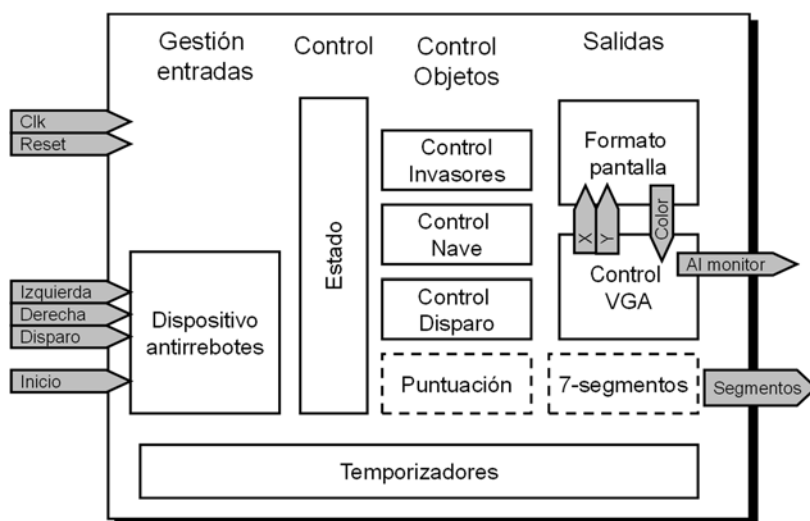 Gestión
entradas
Control
Control
Objetos
Salidas
Clk
Reset
Izquierda
Derecha
Disparo
Inicio
Dispositivo
antirrebotes
Estado
Control
Invasores
Control
Nave
Control
Disparo
Puntuación
Formato
pantalla
X
Y
Color
Control
VGA
Al monitor
7-segmentos
Segmentos
Temporizadores